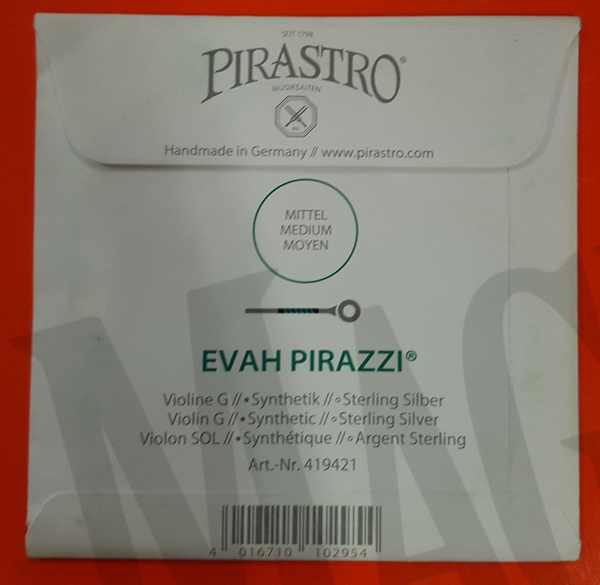 SEIT 1798
PIRASTRO®
MUSIKSAITEN
Handmade in Germany // www.pirastro.com
MITTEL
MEDIUM
MOYEN
EVAH PIRAZZI®
Violine G//•Synthetik //◦Sterling Silber
Violin G//•Synthetic //◦Sterling Silver
Violon SOL//•Synthétique //◦Argent Sterling
Art.-Nr. 419421
4 016710 102954